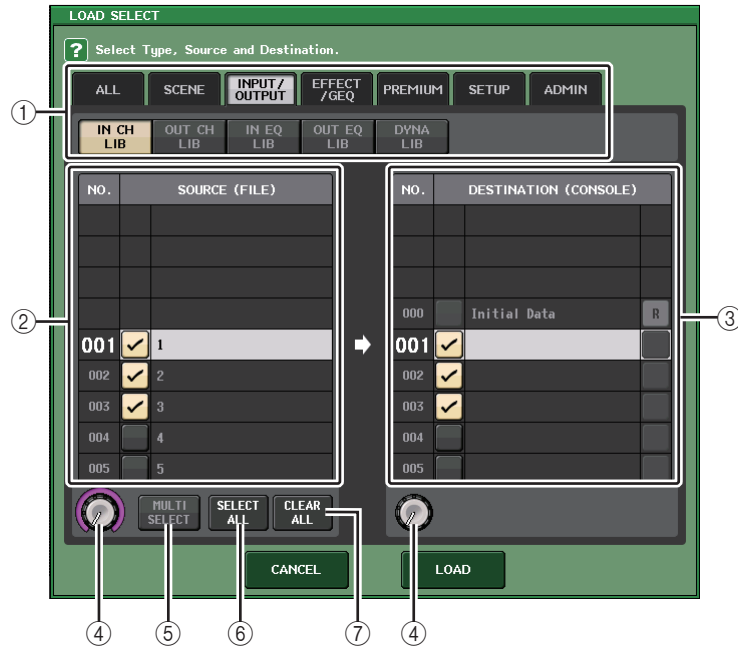 LOAD SELECT
? Select Type, Source and Destination.
ALL SCENE INPUT/OUTPUT EFFECT/GEQ PREMIUM SETUP ADMIN
①
IN CH LIB OUT CH LIB IN EQ LIB OUT EQ LIB DYNA LIB
NO. SOURCE (FILE) NO. DESTINATION (CONSOLE)
② 000 Initial Data R ③
001 1 001
002 2 002
003 3 003
004 4 004
005 5 005
MULTI SELECT SELECT ALL CLEAR ALL
CANCEL LOAD
④ ⑤ ⑥ ⑦ ④